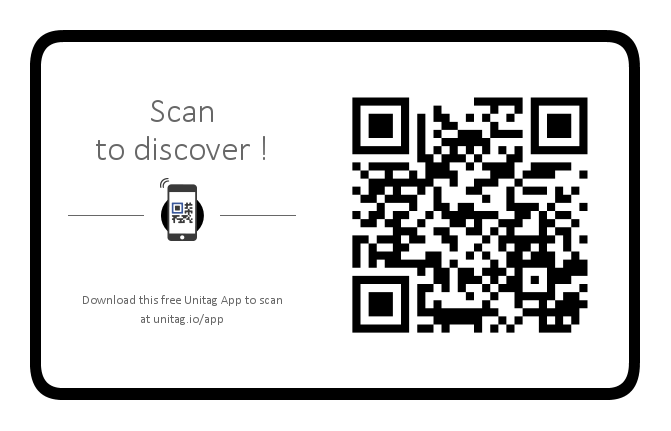 Scan
to discover !
Download this free Unitag App to scan
at unitag.io/app